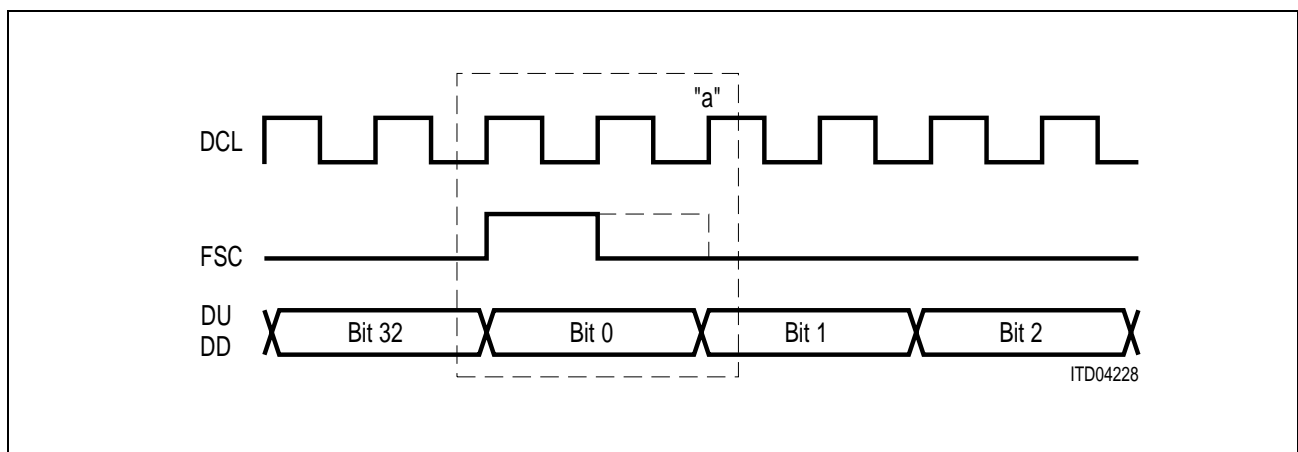 "a"
DCL
FSC
DU
DD
Bit 32 Bit 0 Bit 1 Bit 2
ITD04228